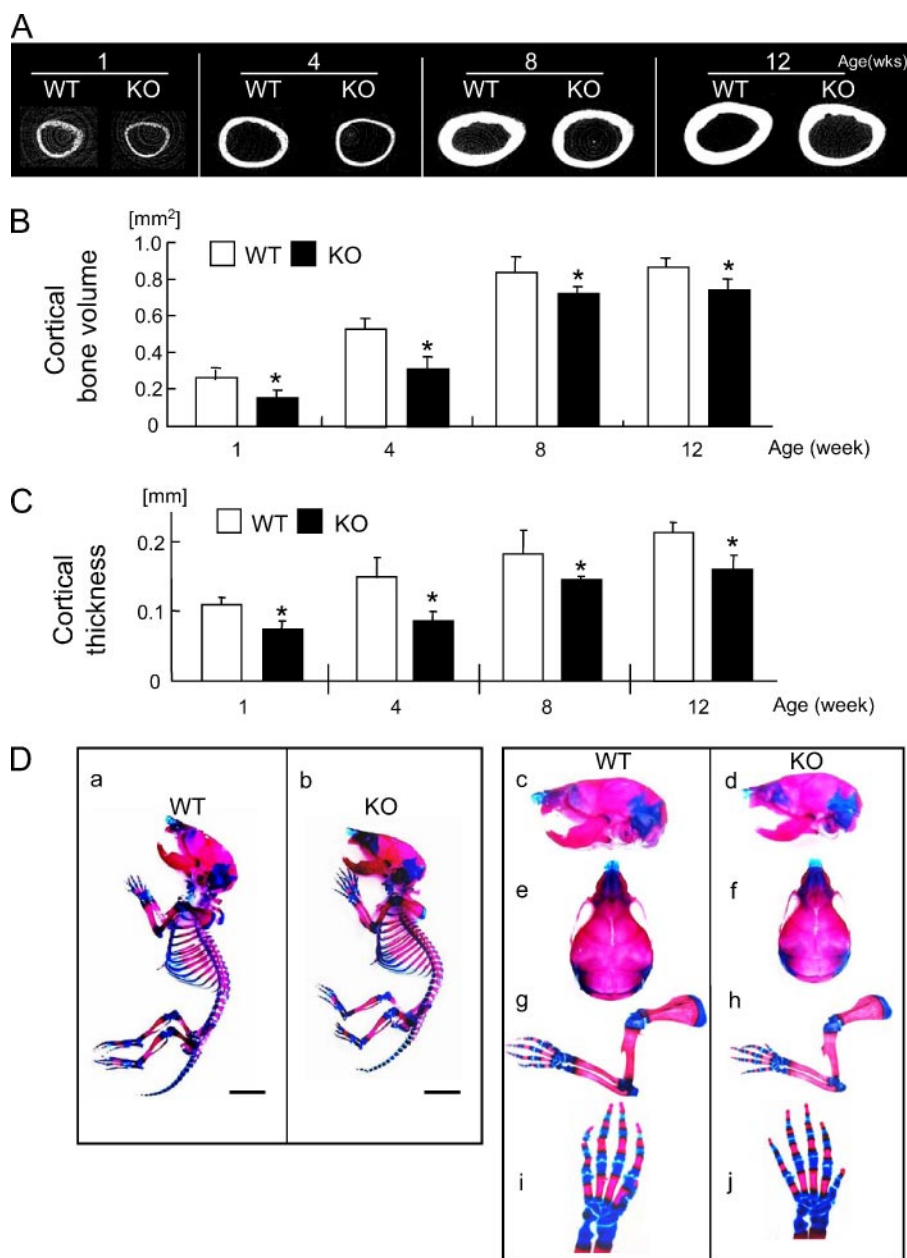 A
1 4 8 12 Age(wks)
WT KO WT KO WT KO WT KO
B
[mm²]
WT KO
Cortical
bone volume
1.0
0.8
0.6
0.4
0.2
0
* * * *
1 4 8 12 Age (week)
C
[mm]
WT KO
Cortical
thickness
0.2
0.1
0
* * * *
1 4 8 12 Age (week)
D
a b
WT KO
WT KO
c d
e f
g h
i j